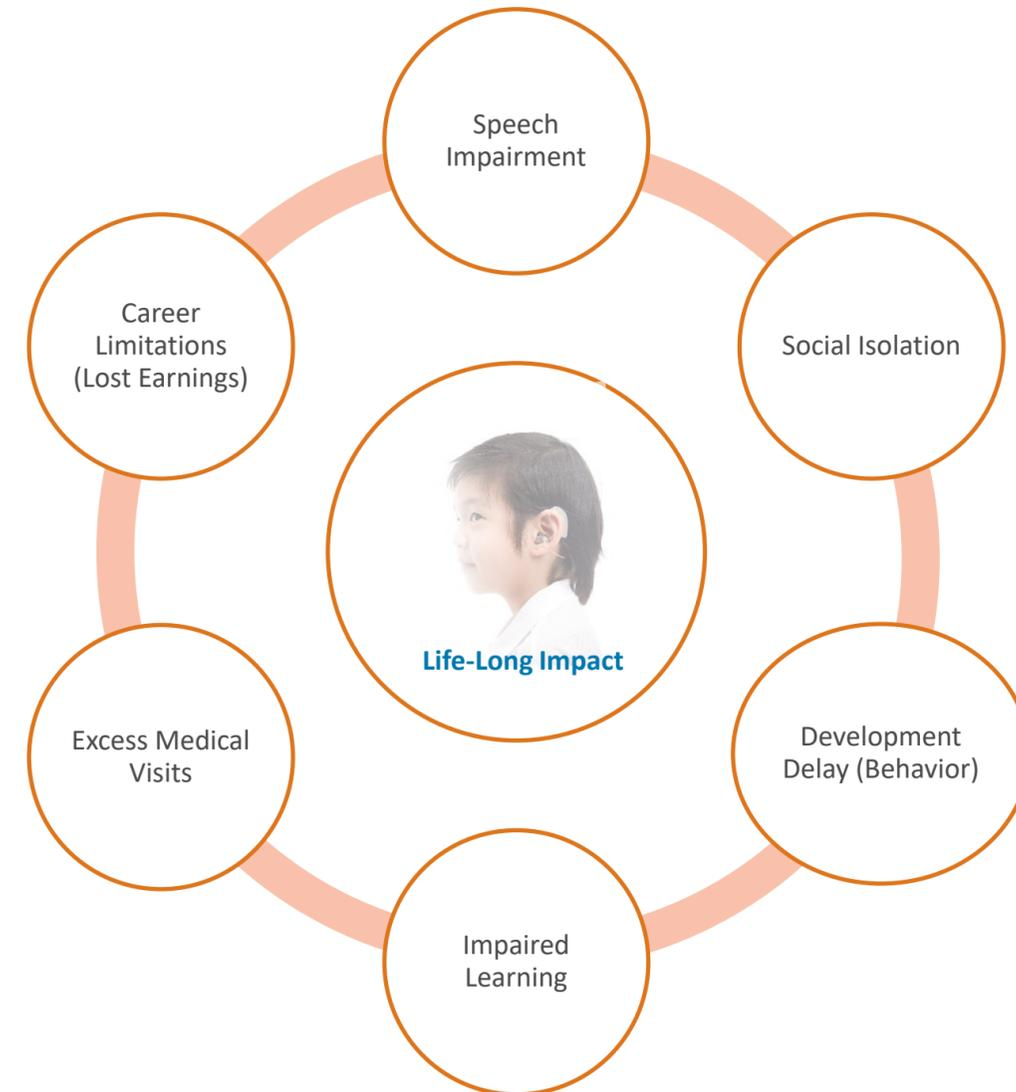 Speech
Impairment
Social Isolation
Development
Delay (Behavior)
Impaired
Learning
Excess Medical
Visits
Career
Limitations
(Lost Earnings)
Life-Long Impact